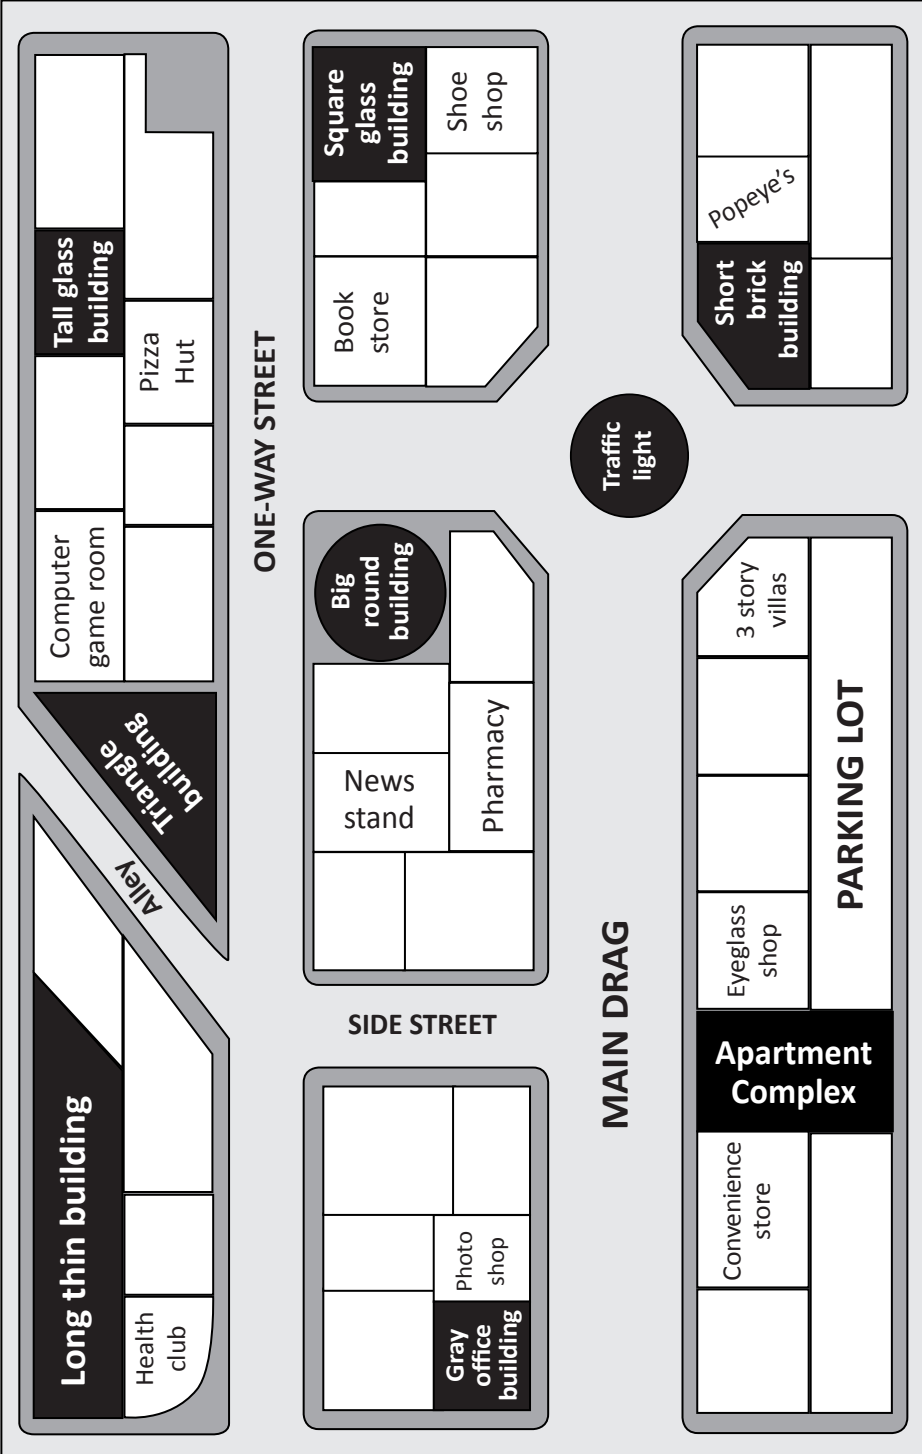 Tall glass
building
Computer
game room
Pizza
Hut
Triangle
building
Alley
Long thin building
Health
club
ONE-WAY STREET
Square
glass
building
Shoe
shop
Book
store
Big
round
building
News
stand
Pharmacy
SIDE STREET
Photo
shop
Gray
office
building
Traffic
light
MAIN DRAG
Popeye's
Short
brick
building
3 story
villas
PARKING LOT
Eyeglass
shop
Apartment
Complex
Convenience
store